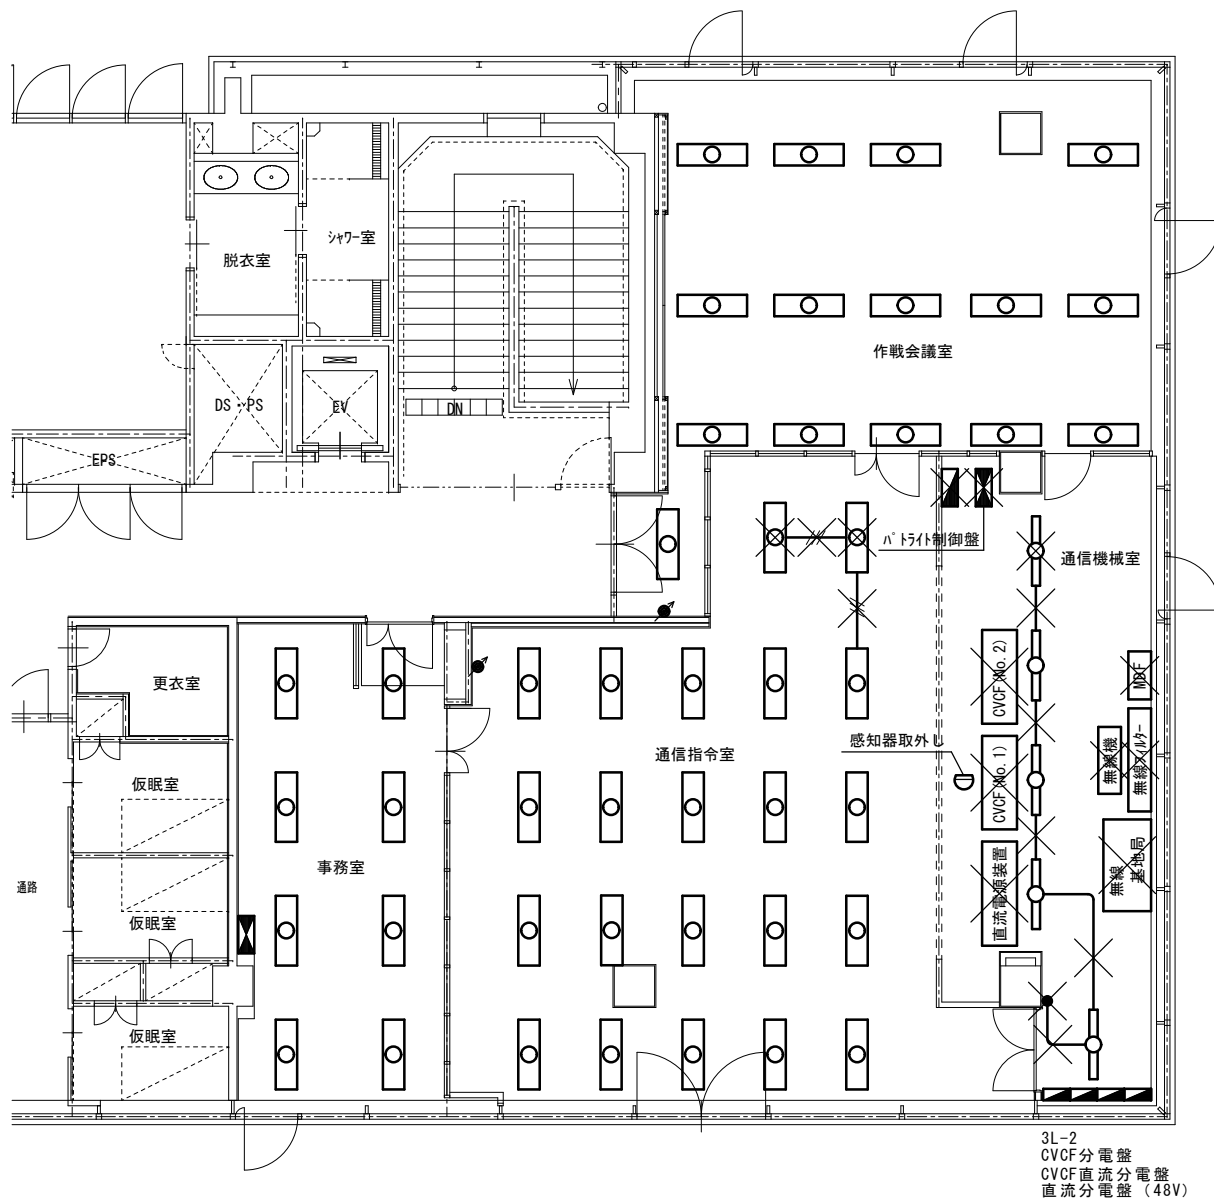 シャワー室
脱衣室
作戦会議室
DS・PS
EV
DN
EPS
パトライト制御盤
通信機械室
更衣室
CVCF(No. 2)
MDF
感知器取外し
通信指令室
仮眠室
CVCF(No. 1)
無線機
無線フィルター
事務室
通路
直流電源装置
無線
基地局
仮眠室
仮眠室
3L-2
CVCF分電盤
CVCF直流分電盤
直流分電盤（48V）